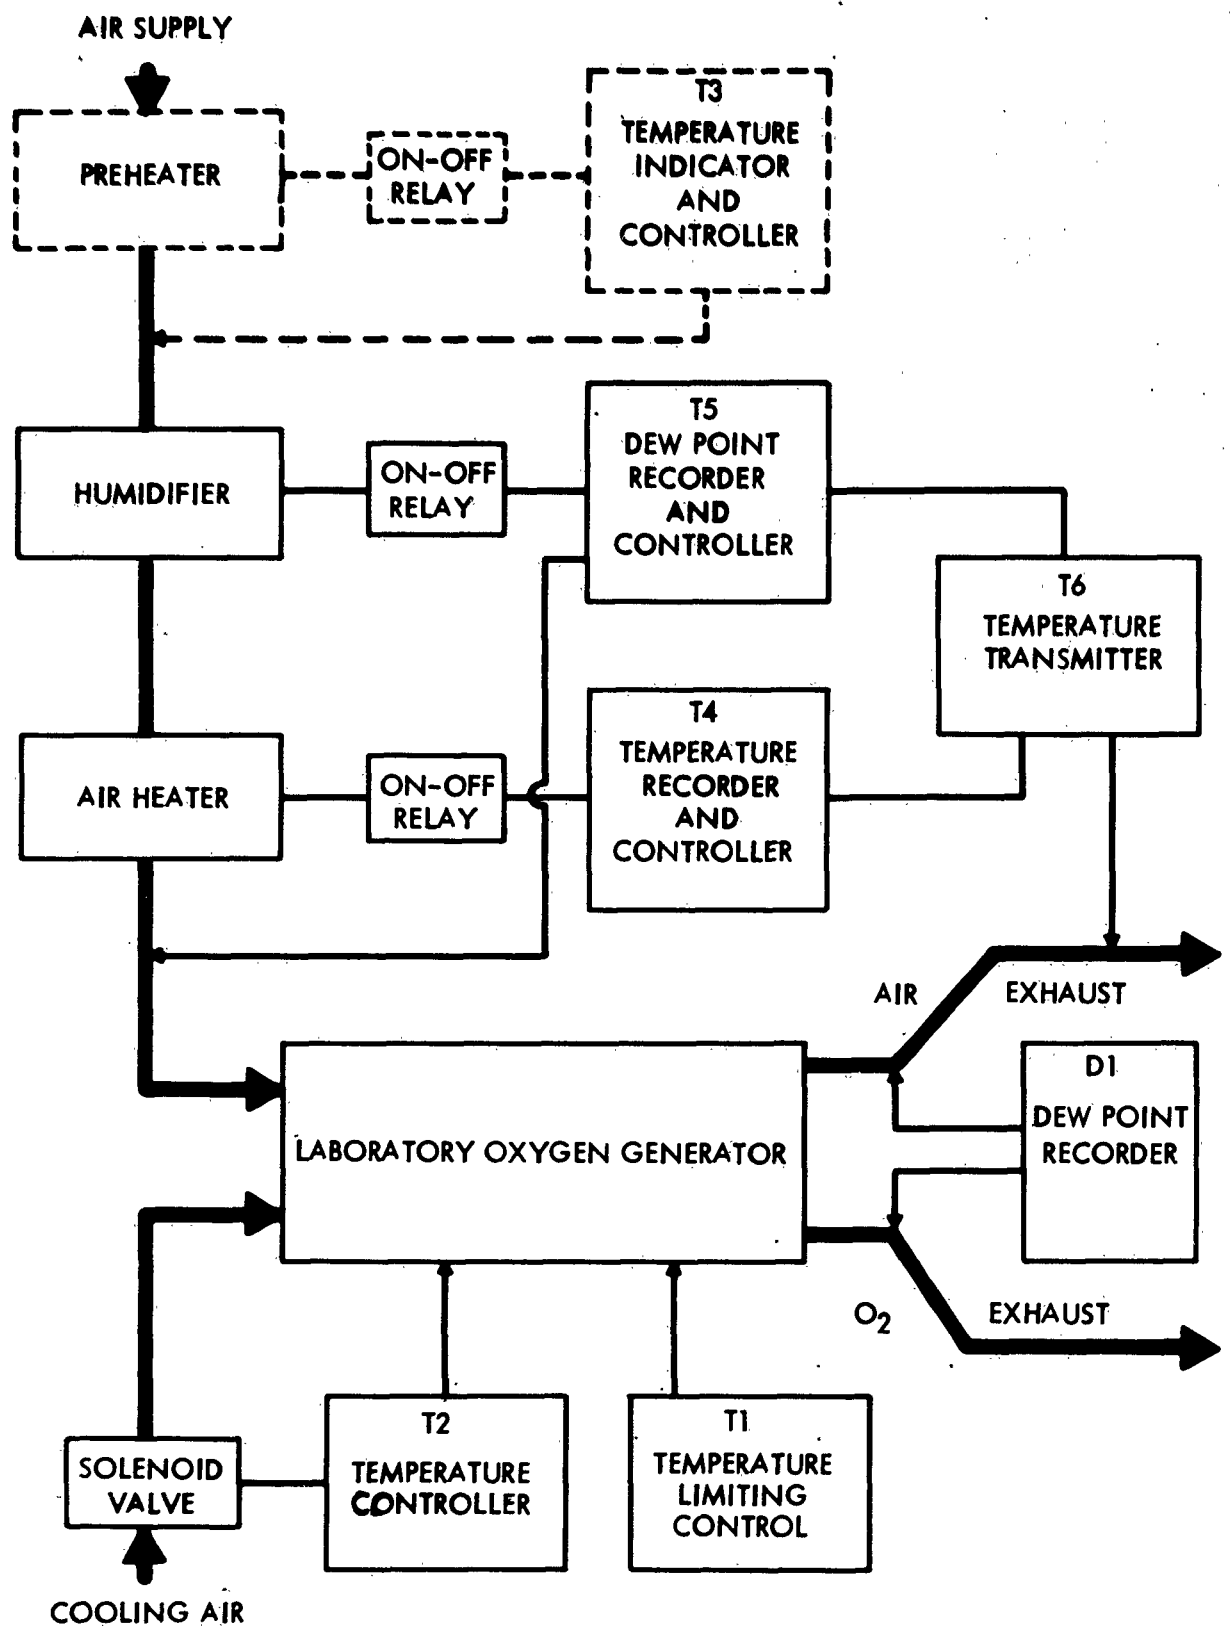 AIR SUPPLY
PREHEATER
ON-OFF
RELAY
T3
TEMPERATURE
INDICATOR
AND
CONTROLLER
HUMIDIFIER
ON-OFF
RELAY
T5
DEW POINT
RECORDER
AND
CONTROLLER
T6
TEMPERATURE
TRANSMITTER
AIR HEATER
ON-OFF
RELAY
T4
TEMPERATURE
RECORDER
AND
CONTROLLER
AIR EXHAUST
LABORATORY OXYGEN GENERATOR
D1
DEW POINT
RECORDER
O2 EXHAUST
SOLENOID
VALVE
T2
TEMPERATURE
CONTROLLER
T1
TEMPERATURE
LIMITING
CONTROL
COOLING AIR